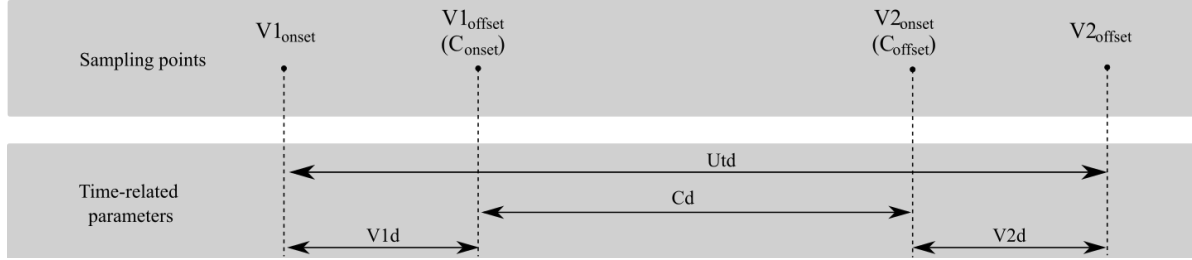 V1onset
V1offset
(Conset)
V2onset
(Coffset)
V2offset
Sampling points
Utd
Time-related
parameters
Cd
V1d
V2d